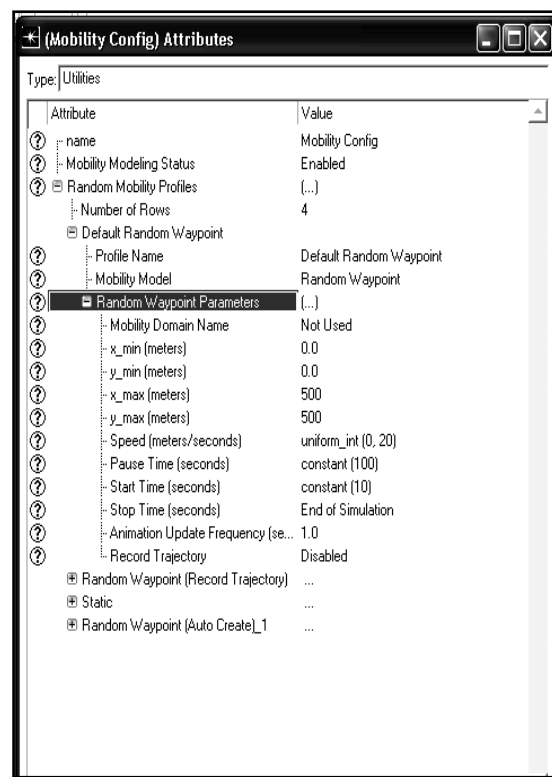 (Mobility Config) Attributes
Type: Utilities
Attribute Value
name Mobility Config
Mobility Modeling Status Enabled
Random Mobility Profiles (...)
Number of Rows 4
Default Random Waypoint
Profile Name Default Random Waypoint
Mobility Model Random Waypoint
Random Waypoint Parameters (...)
Mobility Domain Name Not Used
x_min (meters) 0.0
y_min (meters) 0.0
x_max (meters) 500
y_max (meters) 500
Speed (meters/seconds) uniform_int (0, 20)
Pause Time (seconds) constant (100)
Start Time (seconds) constant (10)
Stop Time (seconds) End of Simulation
Animation Update Frequency (se... 1.0
Record Trajectory Disabled
Random Waypoint (Record Trajectory) ...
Static ...
Random Waypoint (Auto Create)_1 ...